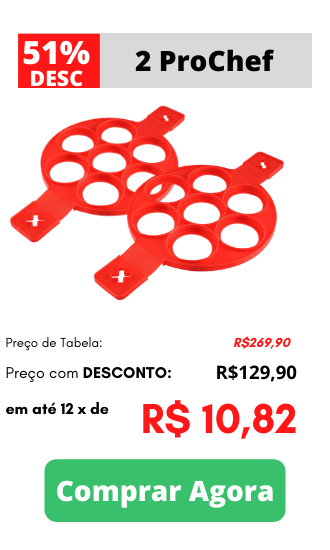 51%
DESC
2 ProChef
Preço de Tabela: R$269,90
Preço com DESCONTO: R$129,90
em até 12 x de R$ 10,82
Comprar Agora